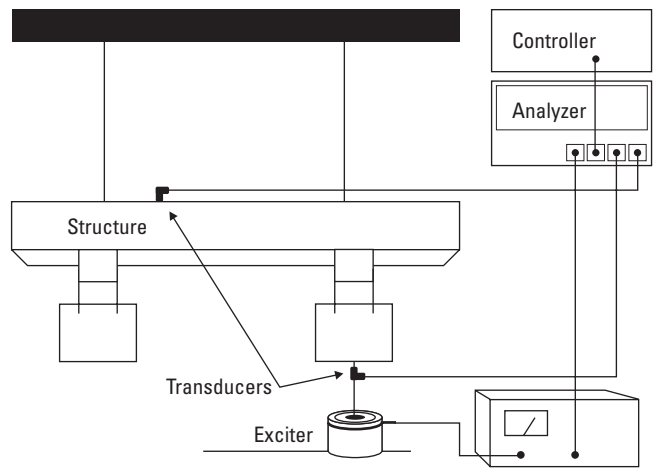 Controller
Analyzer
Structure
Transducers
Exciter